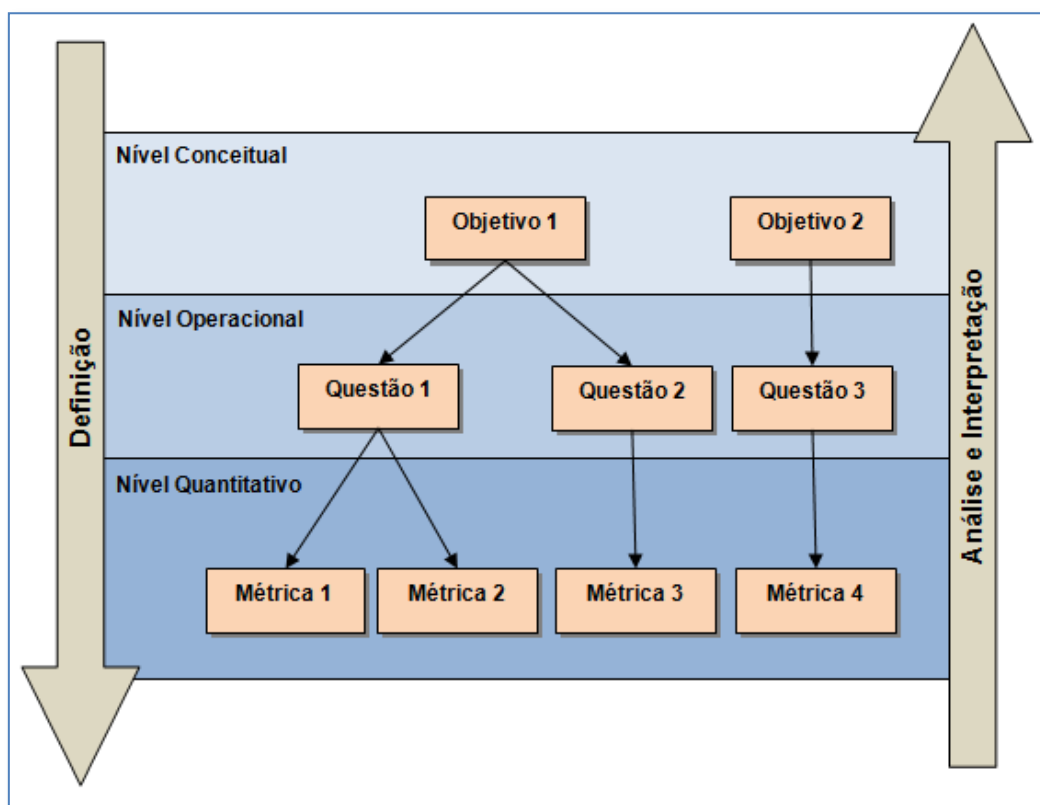 Nível Conceitual
Objetivo 1
Objetivo 2
Nível Operacional
Questão 1
Questão 2
Questão 3
Nível Quantitativo
Métrica 1
Métrica 2
Métrica 3
Métrica 4
Definição
Análise e Interpretação